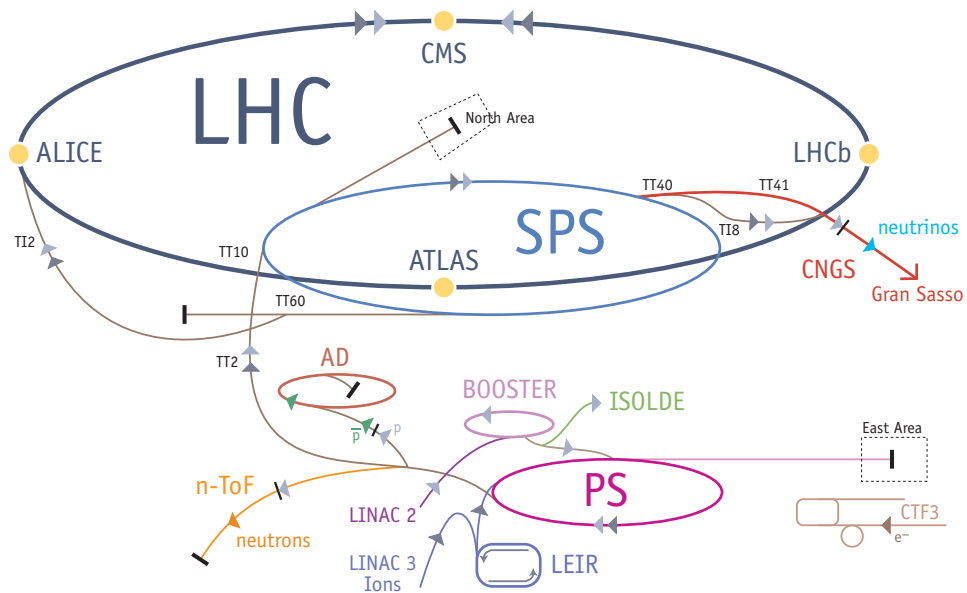 CMS
LHC
North Area
ALICE
LHCb
TT40
TT41
SPS
TI8
neutrinos
TI2
TT10
ATLAS
CNGS
Gran Sasso
TT60
TT2
AD
BOOSTER
ISOLDE
p
p̅
East Area
n-ToF
PS
LINAC 2
CTF3
neutrons
e-
LINAC 3
Ions
LEIR